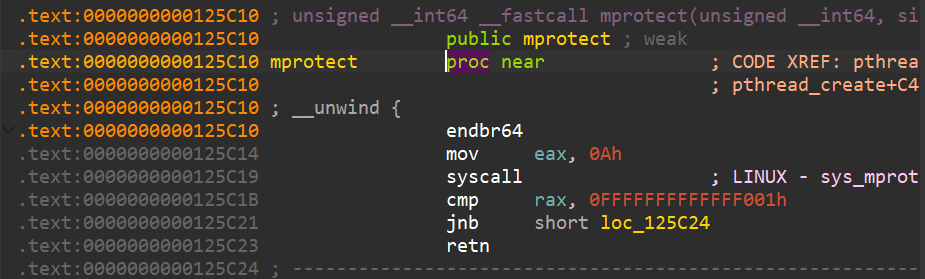 .text:0000000000125C10 ; unsigned __int64 __fastcall mprotect(unsigned __int64, si
.text:0000000000125C10 public mprotect ; weak
.text:0000000000125C10 mprotect proc near ; CODE XREF: pthrea
.text:0000000000125C10 ; pthread_create+C4
.text:0000000000125C10 ; __unwind {
.text:0000000000125C10 endbr64
.text:0000000000125C14 mov eax, 0Ah
.text:0000000000125C19 syscall ; LINUX - sys_mprot
.text:0000000000125C1B cmp rax, 0FFFFFFFFFFFFF001h
.text:0000000000125C21 jnb short loc_125C24
.text:0000000000125C23 retn
.text:0000000000125C24 ; ---------------------------------------------------------